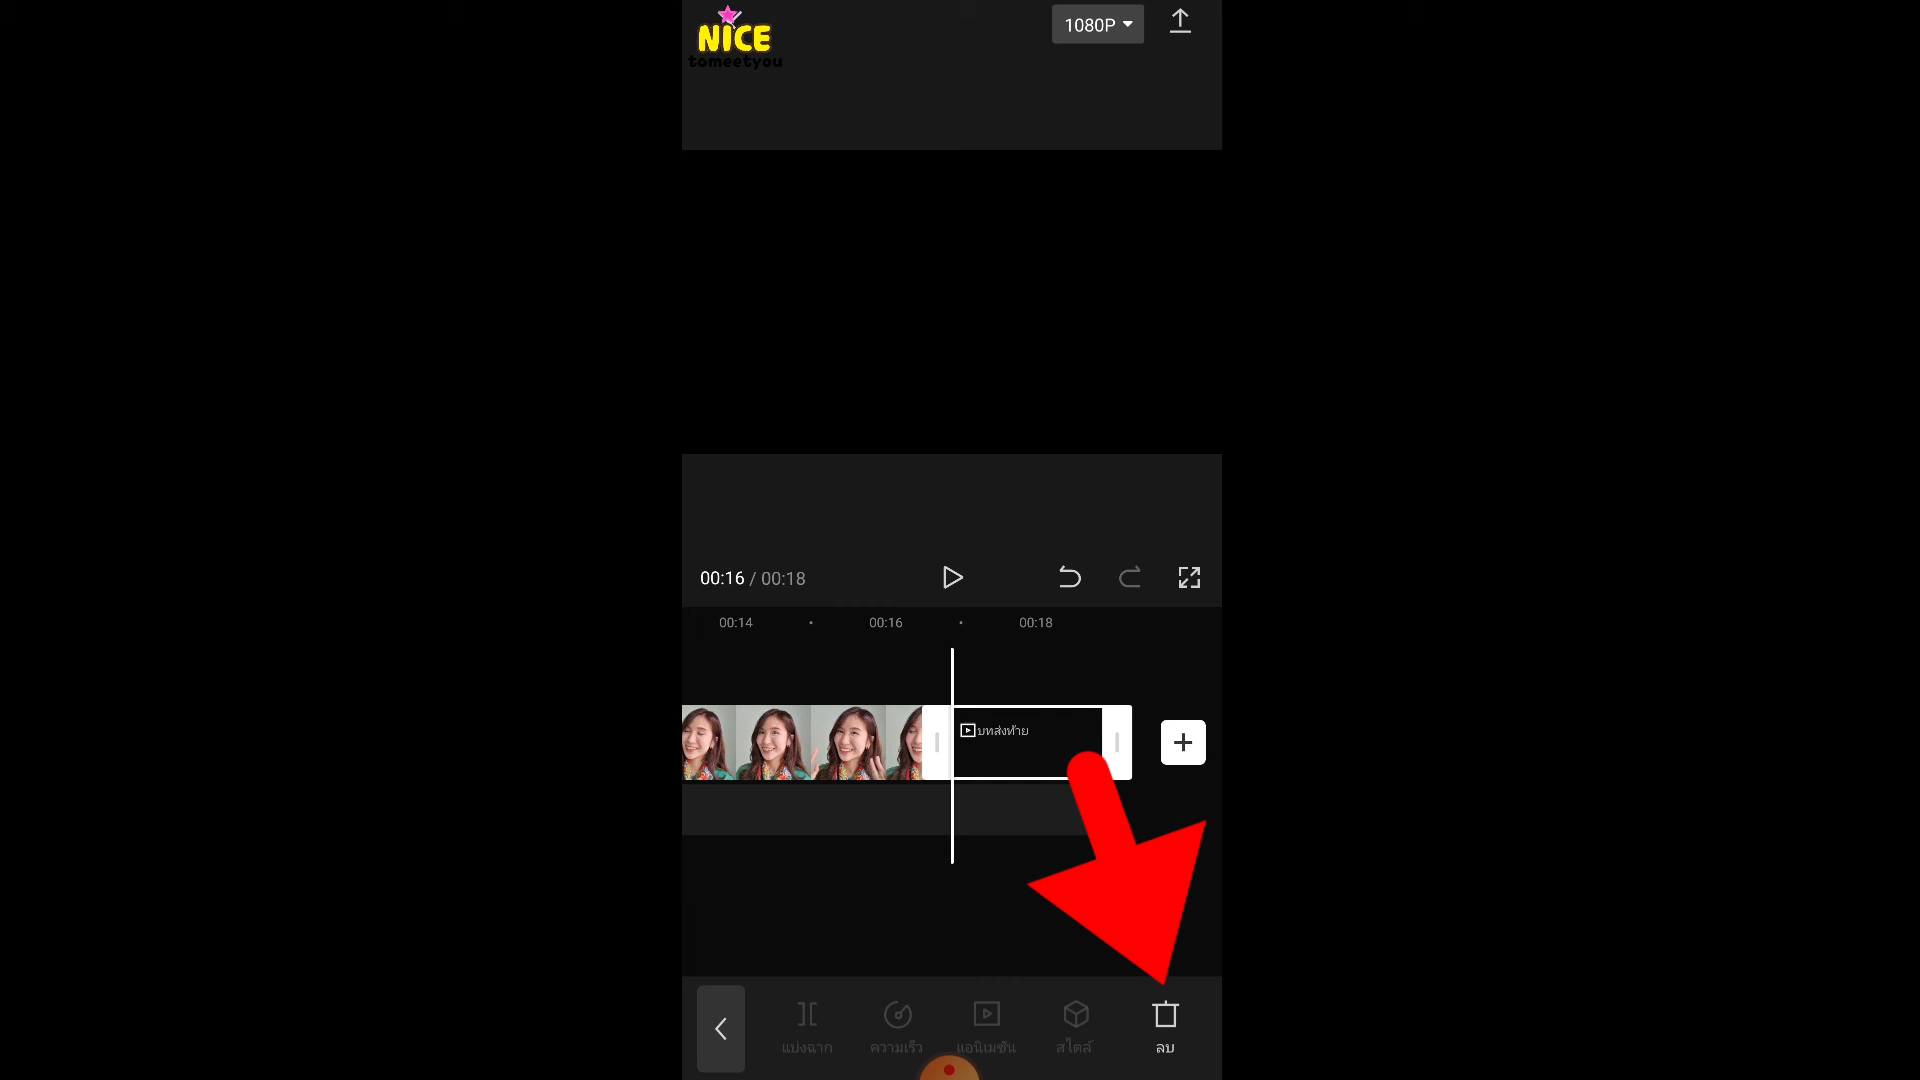 NICE
tomeetyou
1080P
00:16 / 00:18
00:14
00:16
00:18
บทส่งท้าย
แบ่งฉาก
ความเร็ว
แอนิเมชัน
สไตล์
ลบ